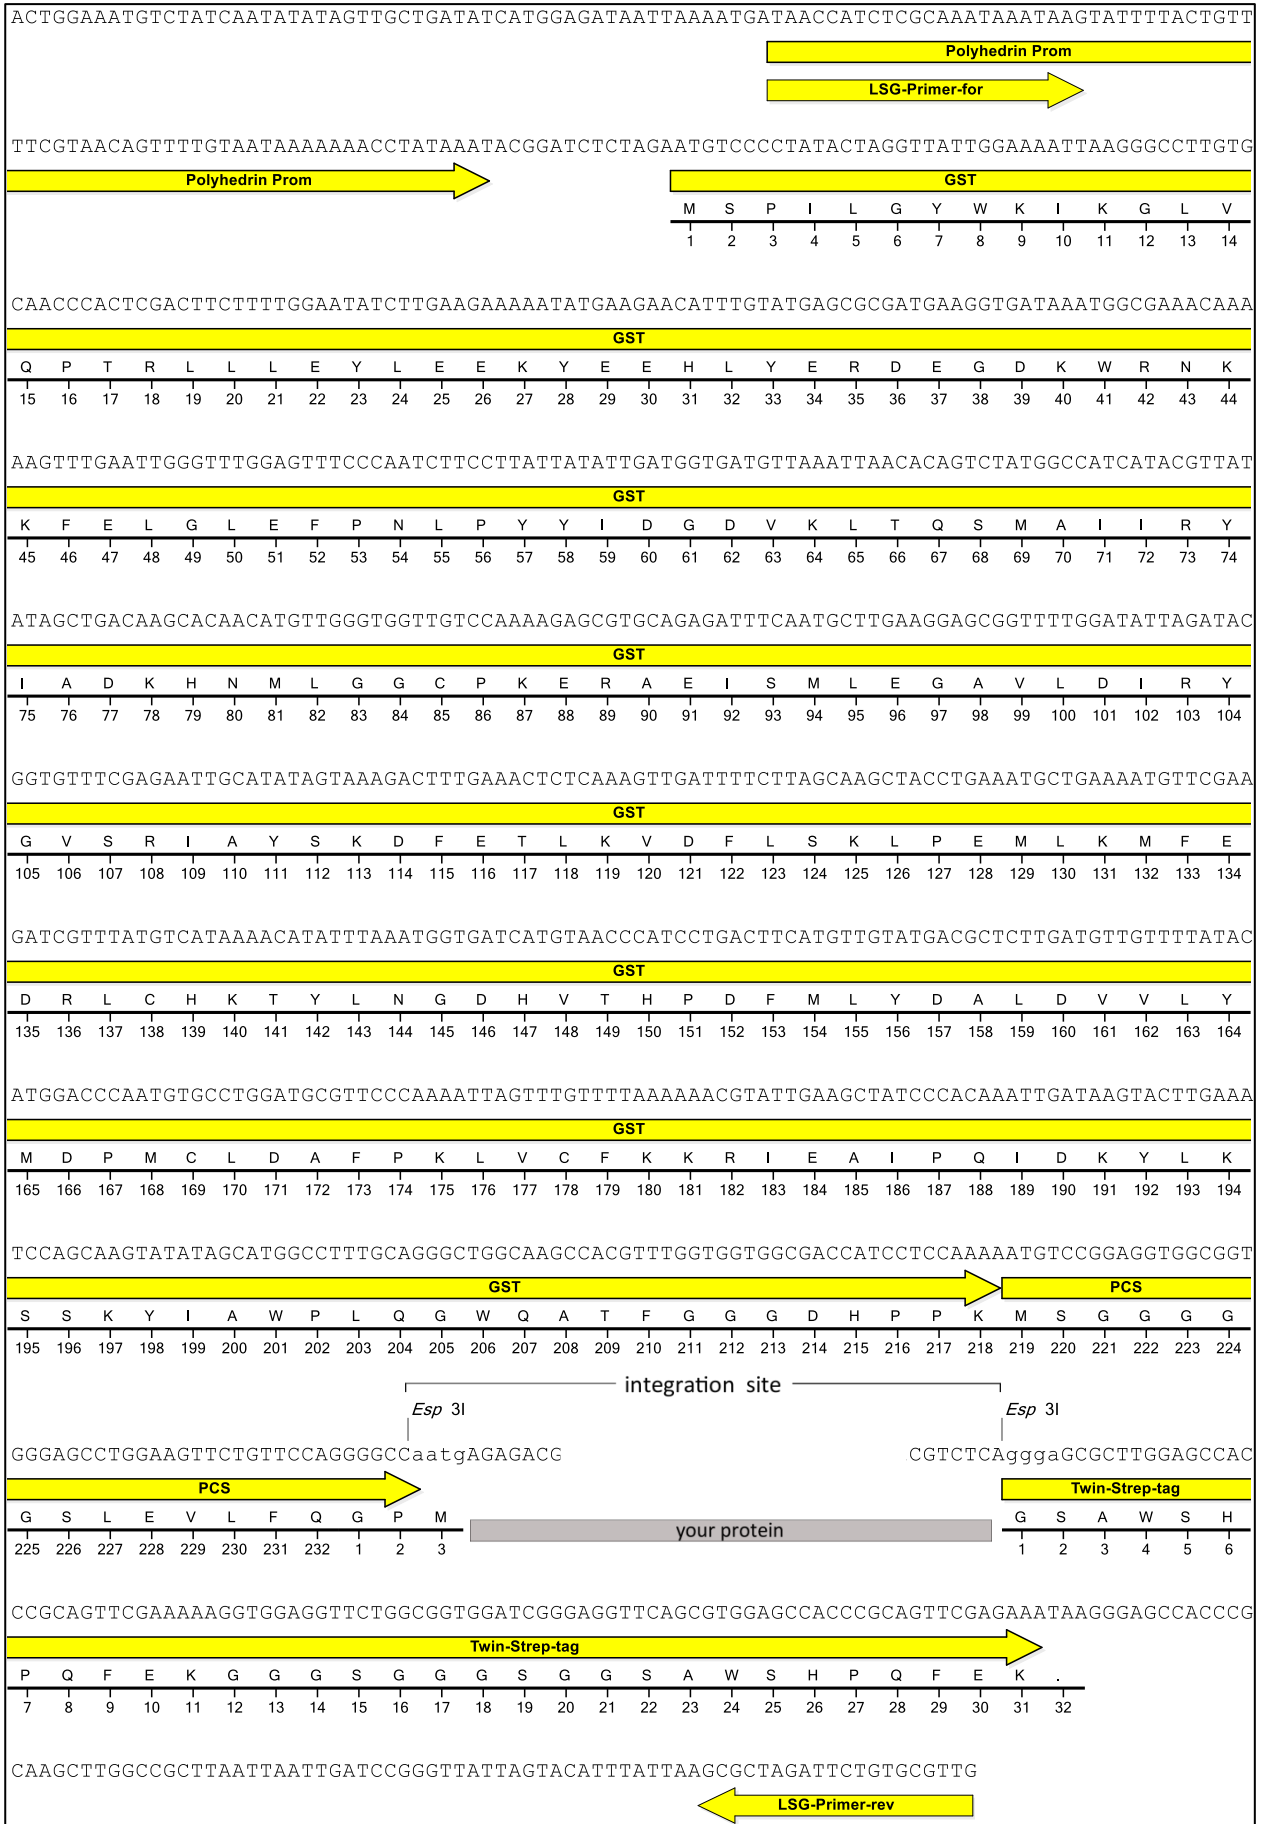 ACTGGAAATGTCTATCAATATATAGTTGCTGATATCATGGAGATAATTAAAATGATAACCATCTCGCAAATAAATAAGTATTTTACTGTT
Polyhedrin Prom
LSG-Primer-for
TTCGTAACAGTTTTGTAATAAAAAAACCTATAAATACGGATCTCTAGAATGTCCCCTATACTAGGTTATTGGAAAATTAAGGGCCTTGTG
Polyhedrin Prom GST
M S P I L G Y W K I K G L V
1 2 3 4 5 6 7 8 9 10 11 12 13 14
CAACCCACTCGACTTCTTTTGGAATATCTTGAAGAAAAATATGAAGAACATTTGTATGAGCGCGATGAAGGTGATAAATGGCGAAACAAA
GST
Q P T R L L L E Y L E E K Y E E H L Y E R D E G D K W R N K
15 16 17 18 19 20 21 22 23 24 25 26 27 28 29 30 31 32 33 34 35 36 37 38 39 40 41 42 43 44
AAGTTTGAATTGGGTTTGGAGTTTCCCAATCTTCCTTATTATATTGATGGTGATGTTAAATTAACACAGTCTATGGCCATCATACGTTAT
GST
K F E L G L E F P N L P Y Y I D G D V K L T Q S M A I I R Y
45 46 47 48 49 50 51 52 53 54 55 56 57 58 59 60 61 62 63 64 65 66 67 68 69 70 71 72 73 74
ATAGCTGACAAGCACAACATGTTGGGTGGTTGTCCAAAAGAGCGTGCAGAGATTTCAATGCTTGAAGGAGCGGTTTTGGATATTAGATAC
GST
I A D K H N M L G G C P K E R A E I S M L E G A V L D I R Y
75 76 77 78 79 80 81 82 83 84 85 86 87 88 89 90 91 92 93 94 95 96 97 98 99 100 101 102 103 104
GGTGTTTCGAGAATTGCATATAGTAAAGACTTTGAAACTCTCAAAGTTGATTTTCTTAGCAAGCTACCTGAAATGCTGAAAATGTTCGAA
GST
G V S R I A Y S K D F E T L K V D F L S K L P E M L K M F E
105 106 107 108 109 110 111 112 113 114 115 116 117 118 119 120 121 122 123 124 125 126 127 128 129 130 131 132 133 134
GATCGTTTATGTCATAAAACATATTTAAATGGTGATCATGTAACCCATCCTGACTTCATGTTGTATGACGCTCTTGATGTTGTTTTATAC
GST
D R L C H K T Y L N G D H V T H P D F M L Y D A L D V V L Y
135 136 137 138 139 140 141 142 143 144 145 146 147 148 149 150 151 152 153 154 155 156 157 158 159 160 161 162 163 164
ATGGACCCAATGTGCCTGGATGCGTTCCCAAAATTAGTTTGTTTTAAAAAACGTATTGAAGCTATCCCACAAATTGATAAGTACTTGAAA
GST
M D P M C L D A F P K L V C F K K R I E A I P Q I D K Y L K
165 166 167 168 169 170 171 172 173 174 175 176 177 178 179 180 181 182 183 184 185 186 187 188 189 190 191 192 193 194
TCCAGCAAGTATATAGCATGGCCTTTGCAGGGCTGGCAAGCCACGTTTGGTGGTGGCGACCATCCTCCAAAAATGTCCGGAGGTGGCGGT
GST PCS
S S K Y I A W P L Q G W Q A T F G G G D H P P K M S G G G G
195 196 197 198 199 200 201 202 203 204 205 206 207 208 209 210 211 212 213 214 215 216 217 218 219 220 221 222 223 224
integration site
Esp 3I Esp 3I
GGGAGCCTGGAAGTTCTGTTCCAGGGGCCCaatgAGAGACG CGTCTCAgggaGCGCTTGGAGCCAC
PCS Twin-Strep-tag
G S L E V L F Q G P M your protein G S A W S H
225 226 227 228 229 230 231 232 1 2 3 1 2 3 4 5 6
CCGCAGTTCGAAAAAGGTGGAGGTTCTGGCGGTGGATCGGGAGGTTCAGCGTGGAGCCACCCGCAGTTCGAGAAATAAGGGAGCCACCCG
Twin-Strep-tag
P Q F E K G G G S G G G S G G S A W S H P Q F E K .
7 8 9 10 11 12 13 14 15 16 17 18 19 20 21 22 23 24 25 26 27 28 29 30 31 32
CAAGCTTGGCCGCTTAATTAATTGATCCGGGTTATTAGTACATTTATTAAGCGCTAGATTCTGTGCGTTG
LSG-Primer-rev